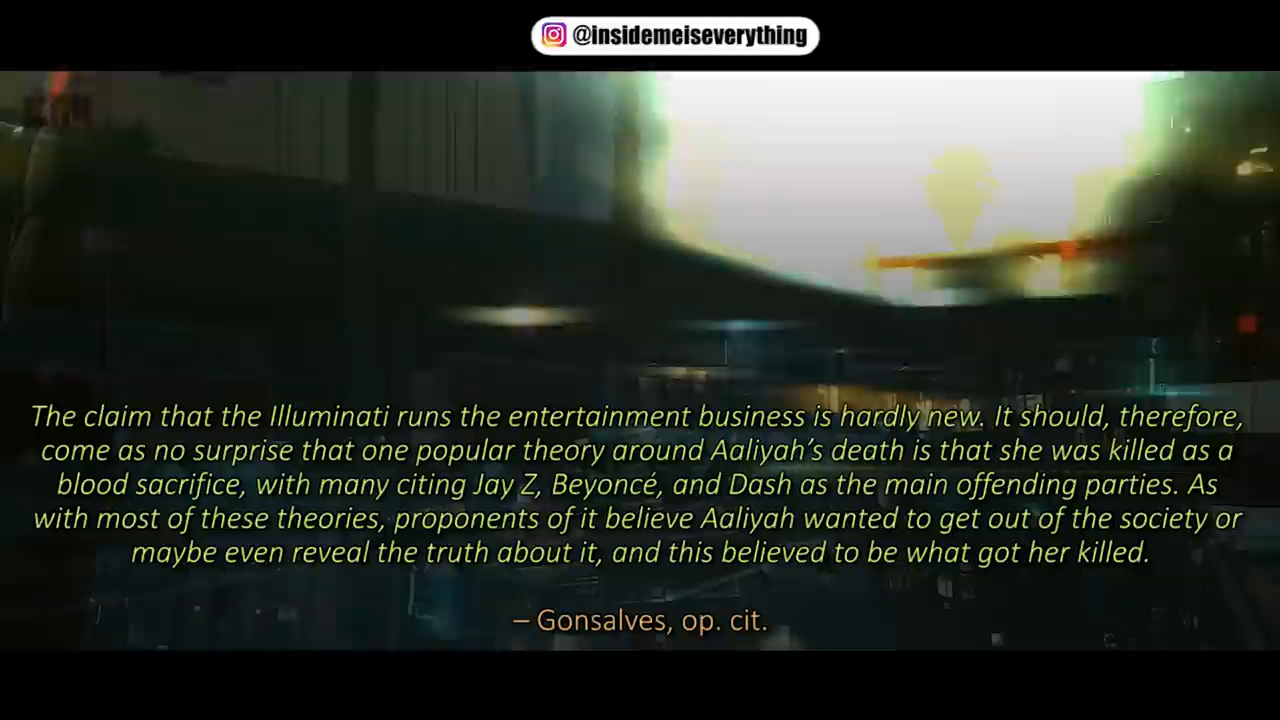 @insidemeiseverything
The claim that the Illuminati runs the entertainment business is hardly new. It should, therefore,
come as no surprise that one popular theory around Aaliyah’s death is that she was killed as a
blood sacrifice, with many citing Jay Z, Beyoncé, and Dash as the main offending parties. As
with most of these theories, proponents of it believe Aaliyah wanted to get out of the society or
maybe even reveal the truth about it, and this believed to be what got her killed.
– Gonsalves, op. cit.